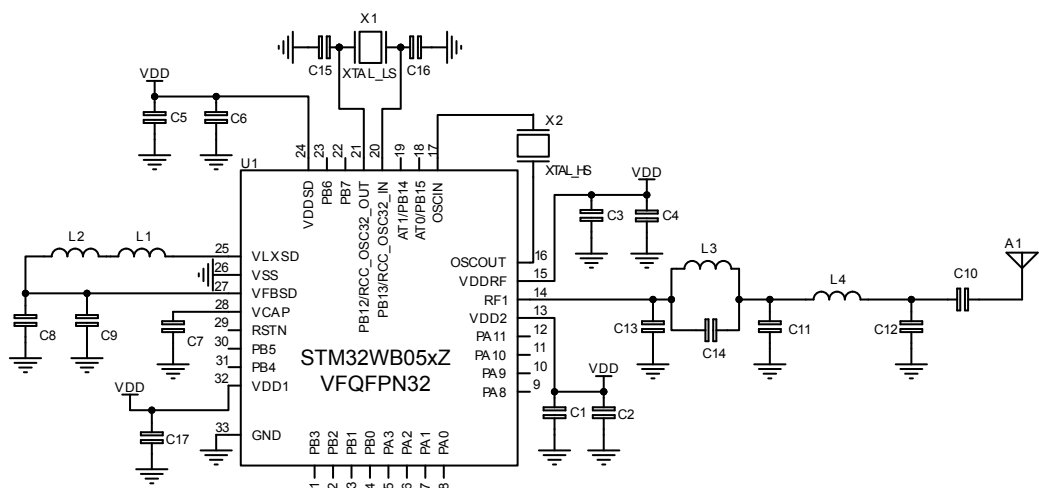 X1
C15
C16
XTAL_LS
VDD
C5
C6
X2
XTAL_HS
24
23
22
21
20
19
18
17
U1
VDDSD
PB6
PB7
PB12/RCC_OSC32_OUT
PB13/RCC_OSC32_IN
AT1/PB14
AT0/PB15
OSCIN
VDD
C3
C4
L2
L1
25
VLXSD
26
VSS
27
VFBSD
28
VCAP
29
RSTN
30
PB5
31
PB4
32
VDD1
33
GND
OSCOUT
16
VDDRF
15
RF1
14
VDD2
13
PA11
12
PA10
11
PA9
10
PA8
9
L3
L4
C10
A1
C13
C14
C11
C12
C8
C9
C7
STM32WB05xZ
VFQFPN32
VDD
C17
VDD
C1
C2
PB3
PB2
PB1
PB0
PA3
PA2
PA1
PA0
1
2
3
4
5
6
7
8